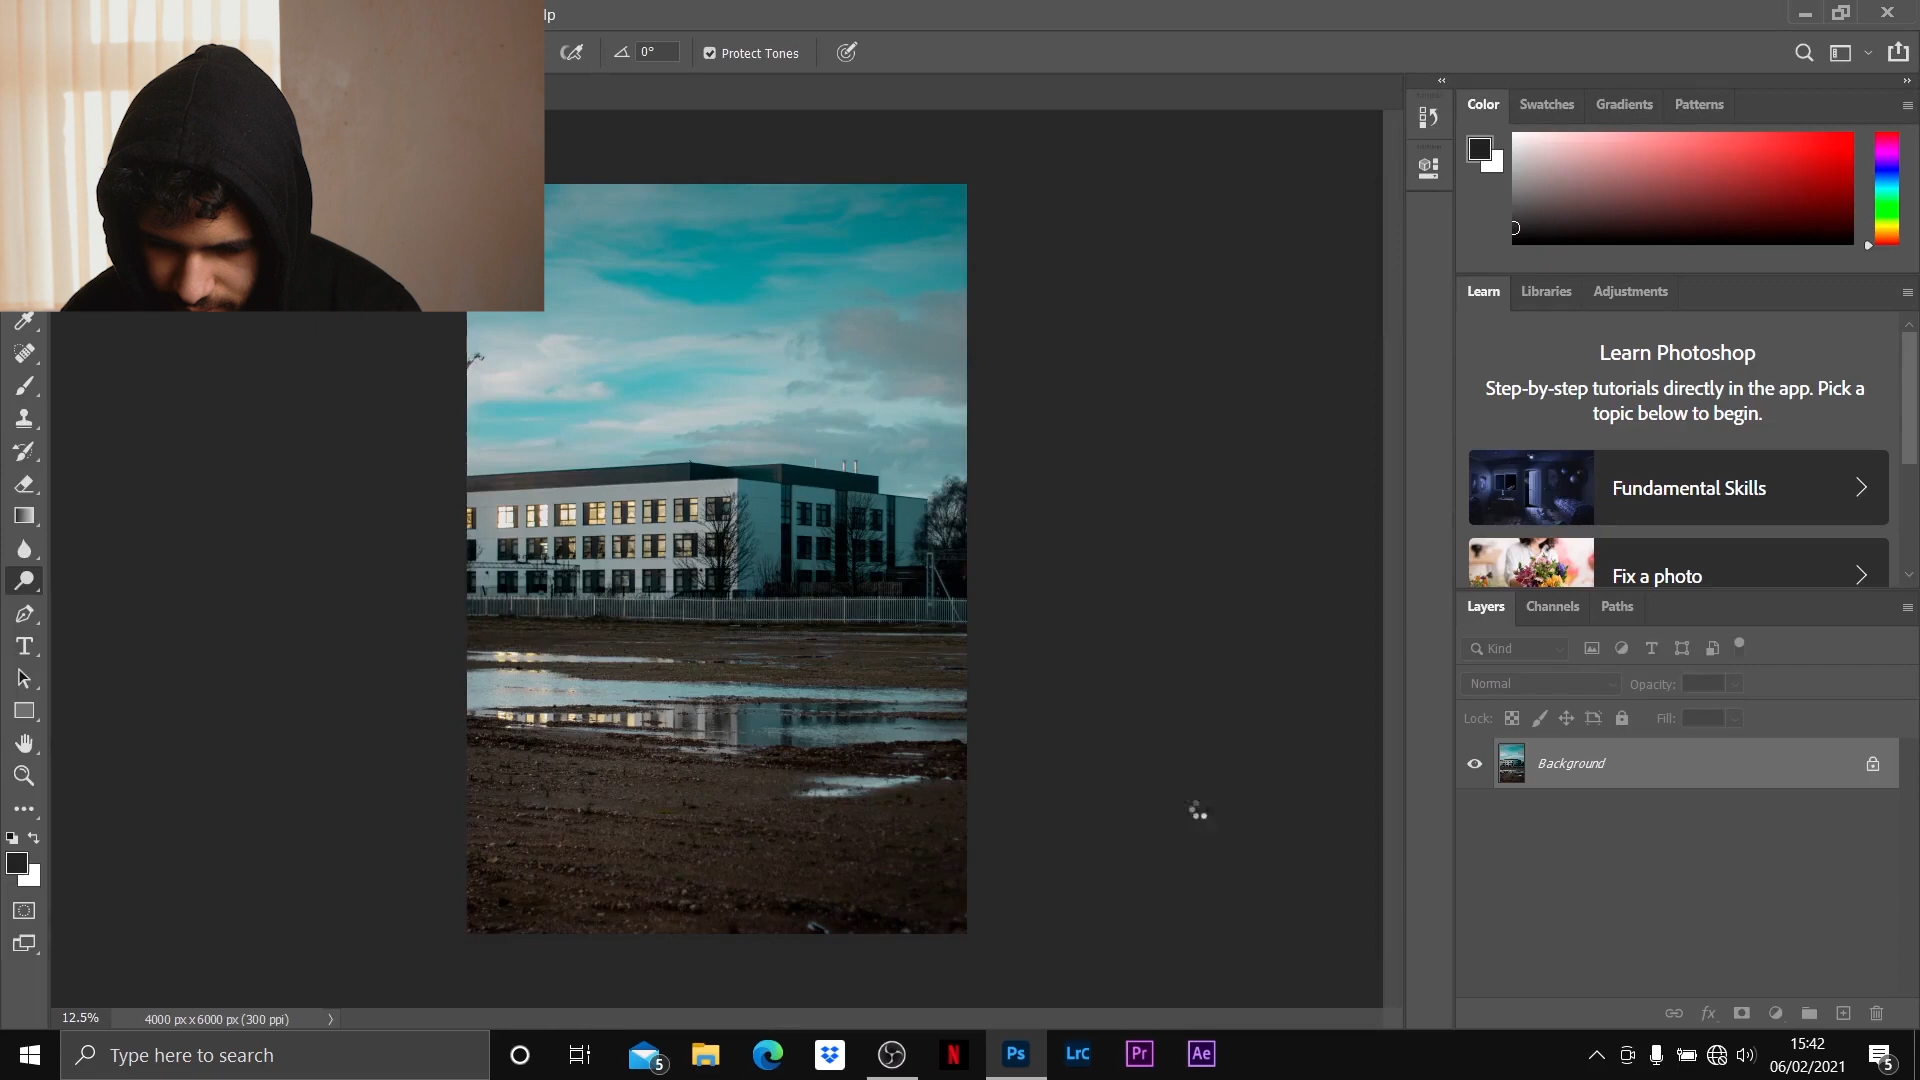 lp
0°
Protect Tones
Color
Swatches
Gradients
Patterns
Learn
Libraries
Adjustments
Learn Photoshop
Step-by-step tutorials directly in the app. Pick a
topic below to begin.
Fundamental Skills
Fix a photo
Layers
Channels
Paths
Kind
Normal
Opacity:
Lock:
Fill:
Background
fx
12.5%
4000 px x 6000 px (300 ppi)
Type here to search
5
N
Ps
LrC
Pr
Ae
15:42
06/02/2021
5